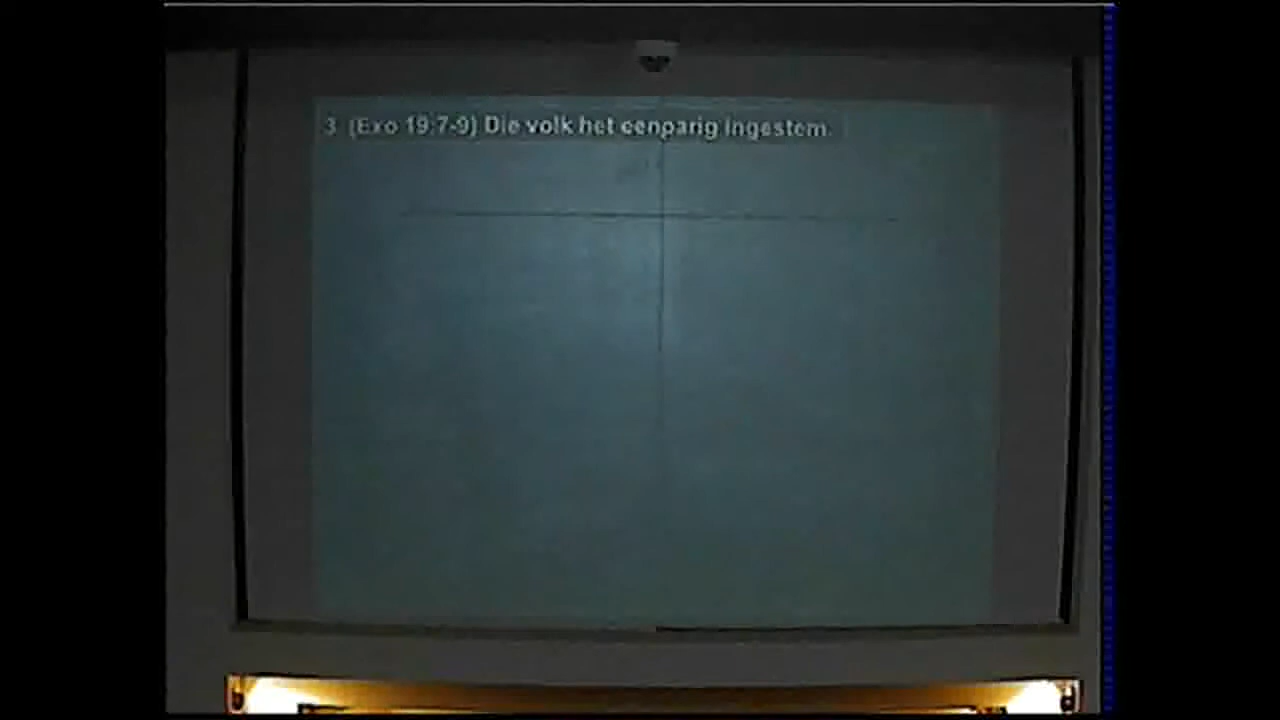 3 (Exo 19:7-9) Die volk het eenparig ingestem.